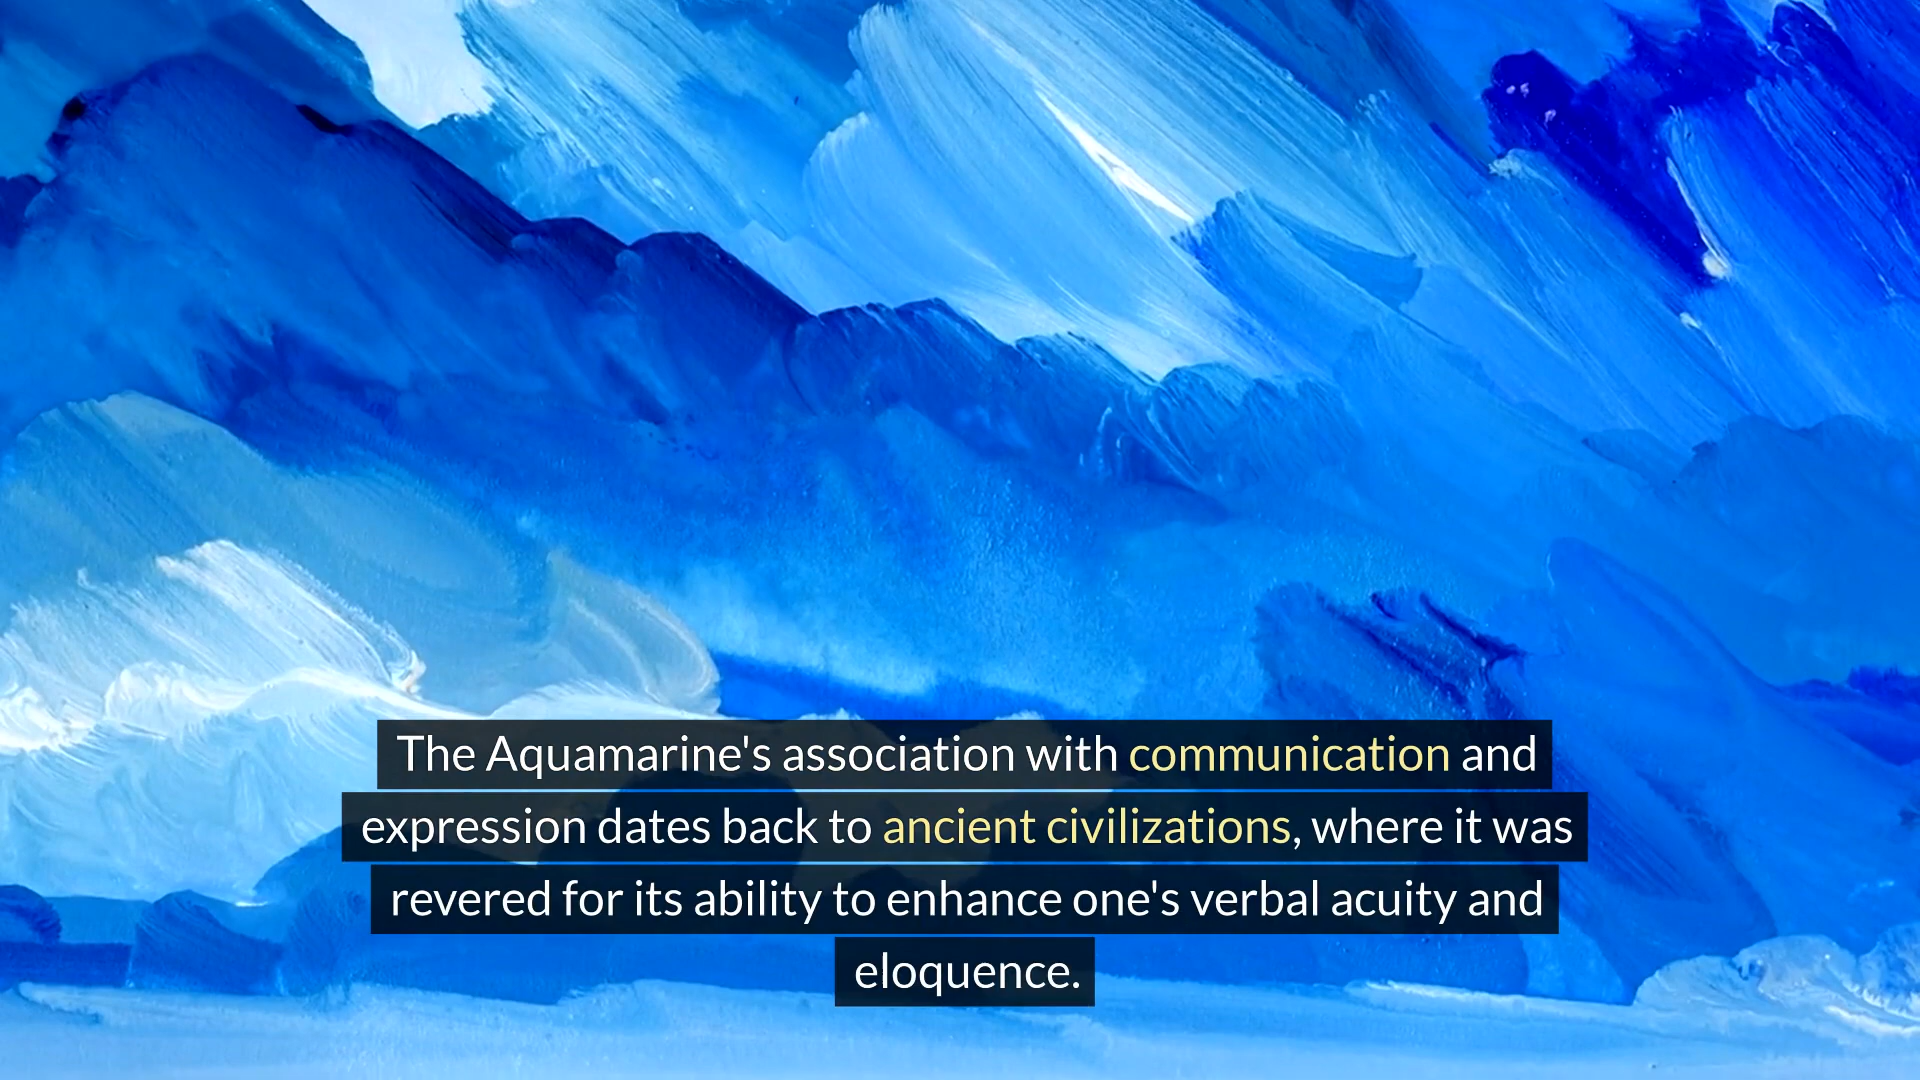 The Aquamarine's association with communication and
expression dates back to ancient civilizations, where it was
revered for its ability to enhance one's verbal acuity and
eloquence.